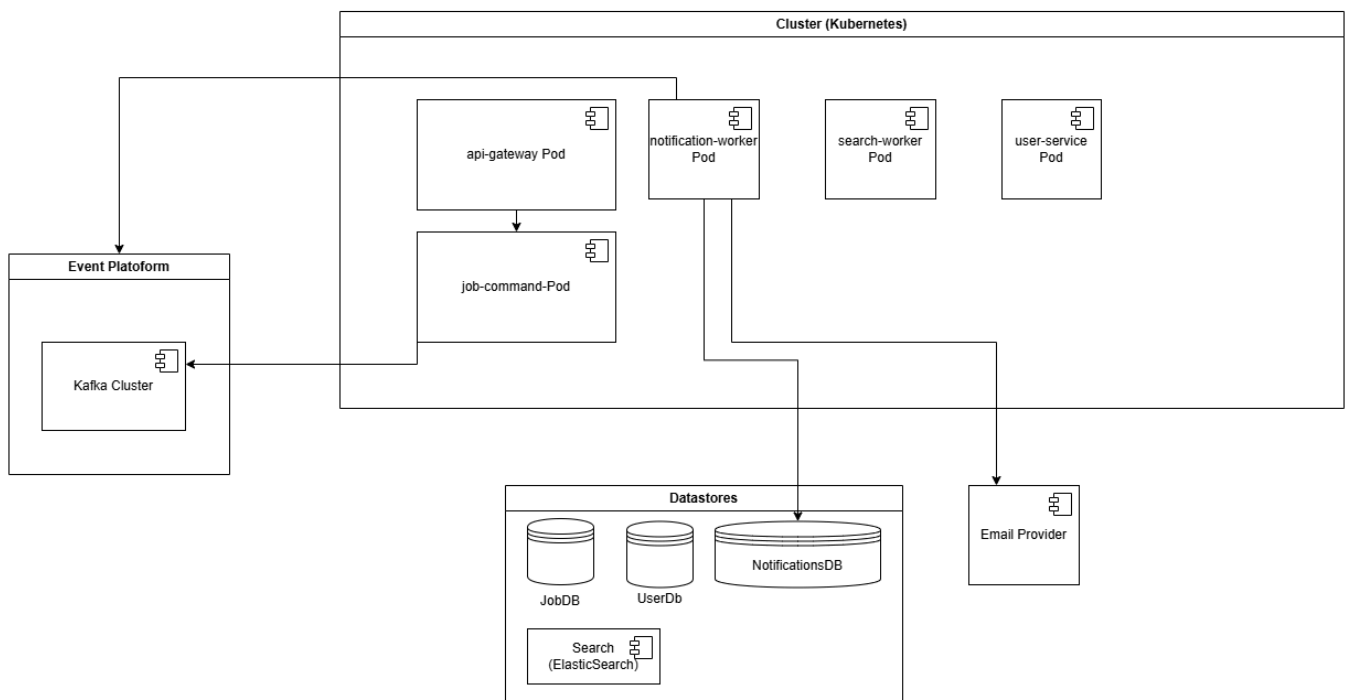 Cluster (Kubernetes)
api-gateway Pod
notification-worker
Pod
search-worker
Pod
user-service
Pod
job-command-Pod
Event Platoform
Kafka Cluster
Datastores
JobDB
UserDb
NotificationsDB
Search
(ElasticSearch)
Email Provider